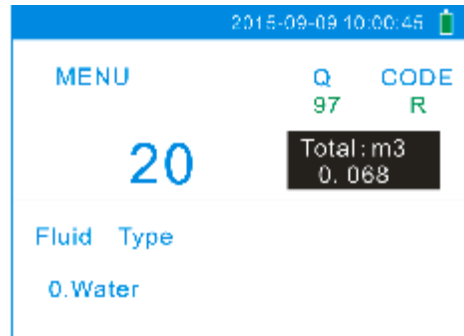 2015-09-09 10:00:45
MENU Q CODE
97 R
20 Total:m3
0.068
Fluid Type
0.Water